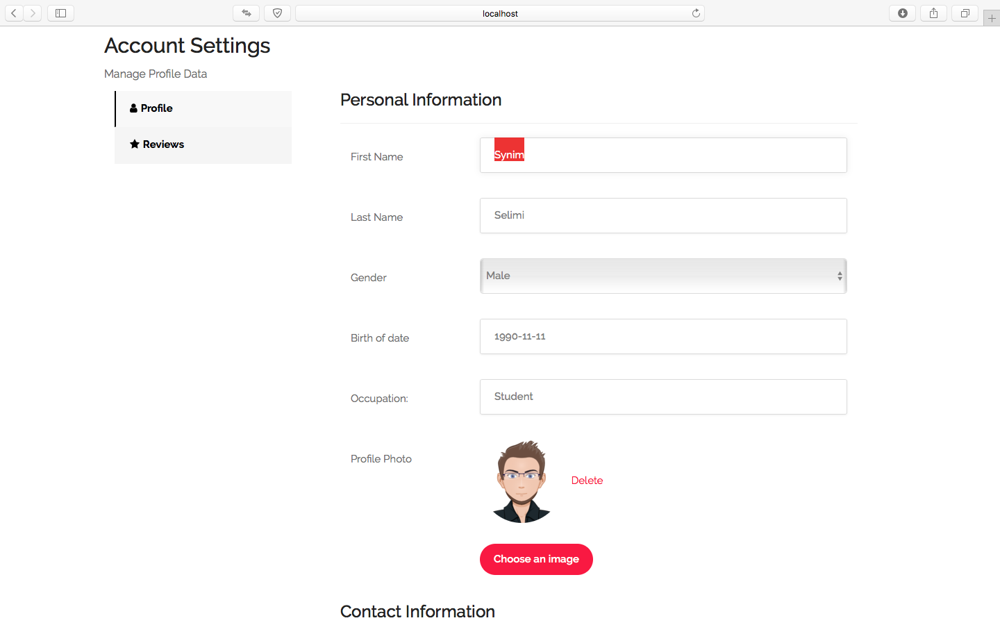 localhost
Account Settings
Manage Profile Data
Profile
Reviews
Personal Information
First Name
Synim
Last Name
Selimi
Gender
Male
Birth of date
1990-11-11
Occupation:
Student
Profile Photo
Delete
Choose an image
Contact Information